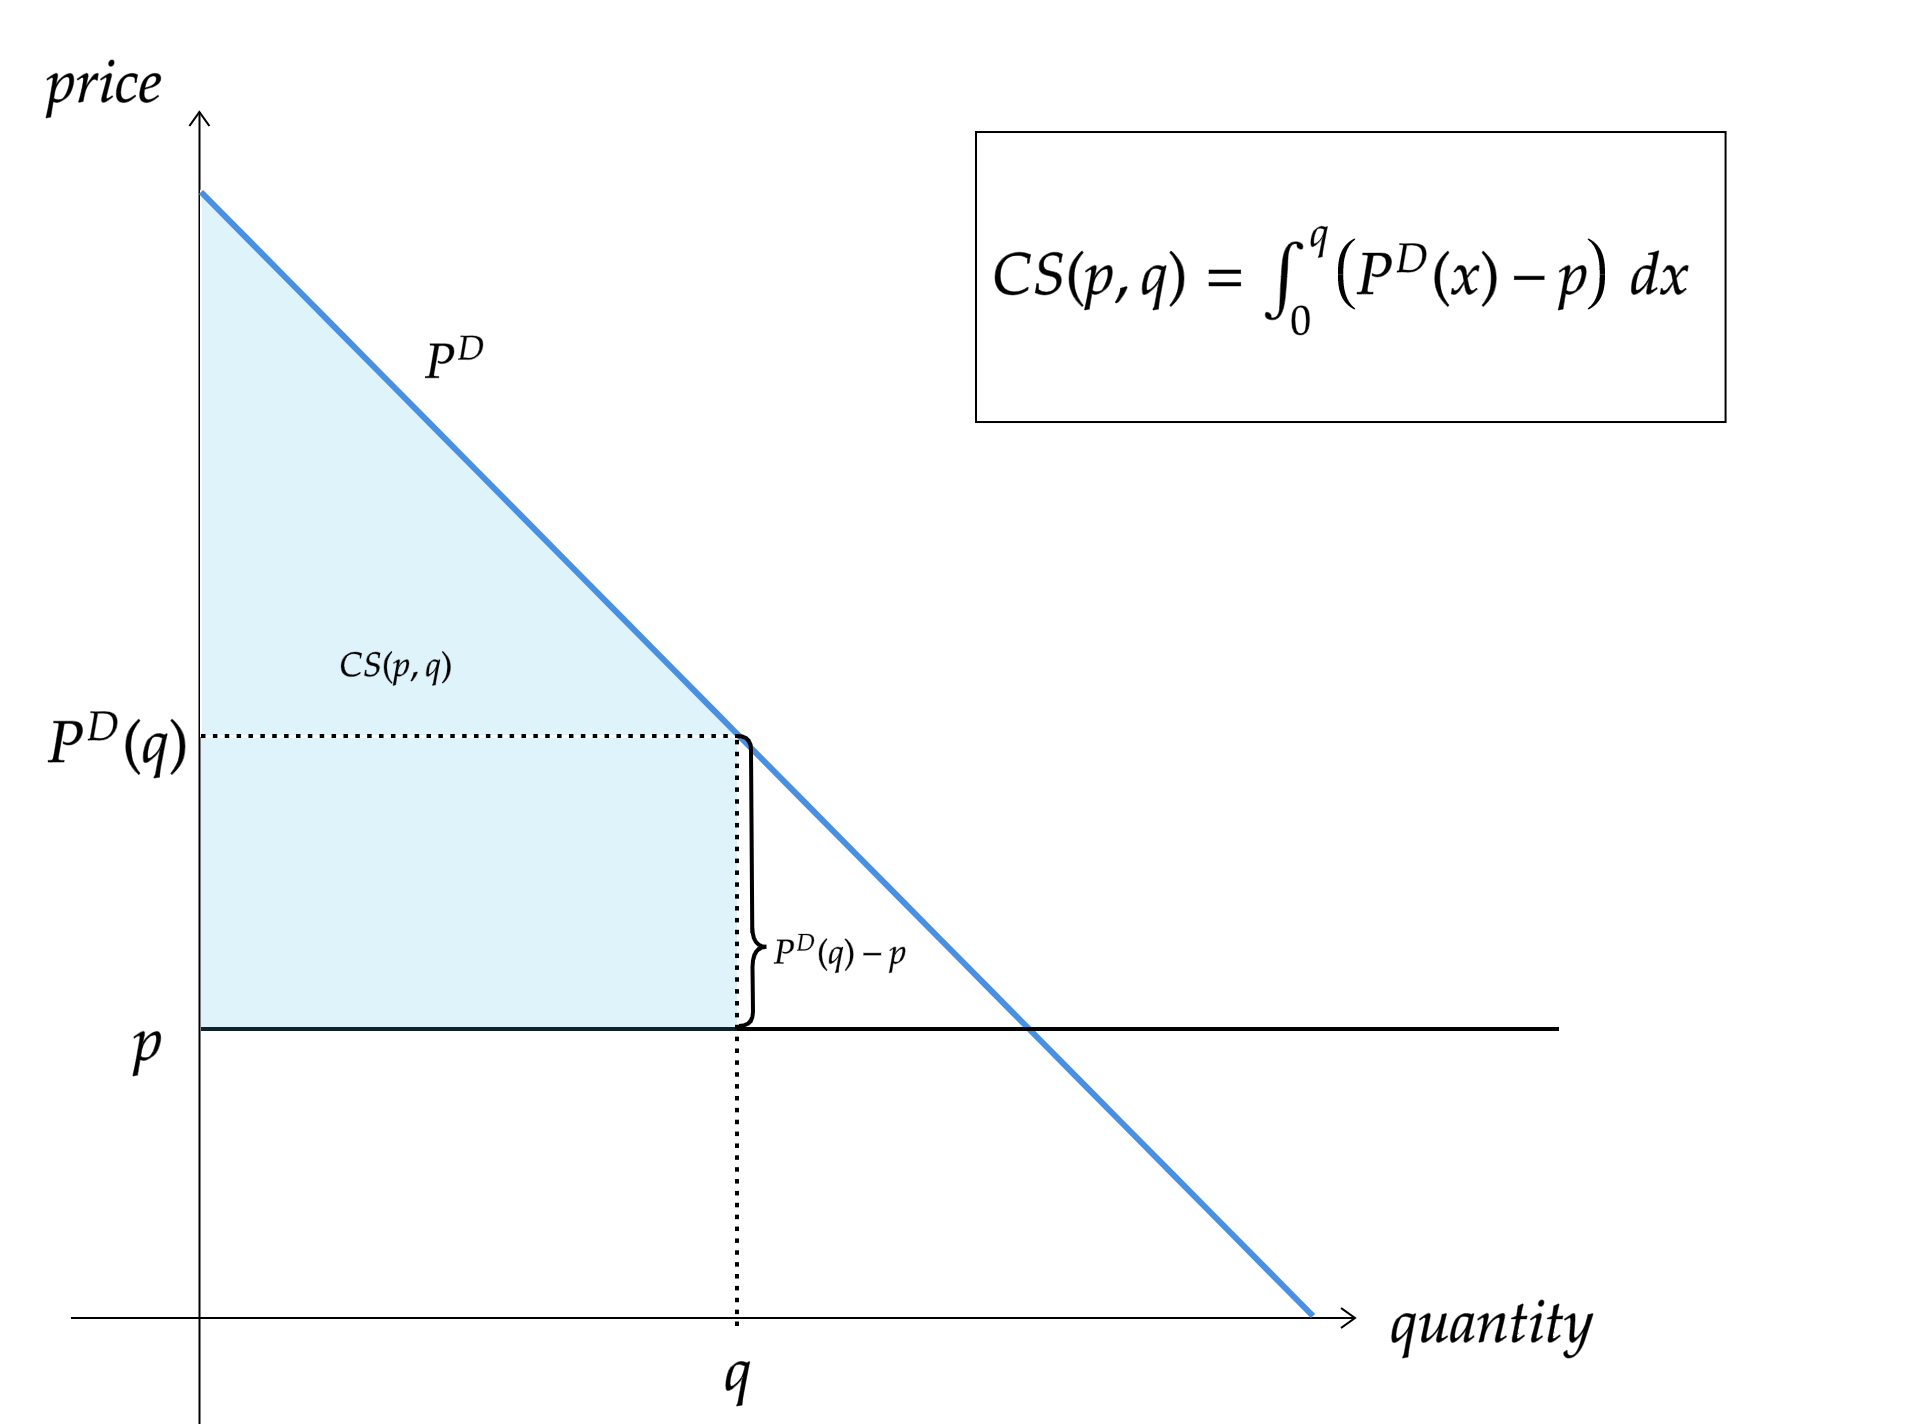 price
CS(p, q) = ∫₀^q (P^D(x) − p) dx
P^D
CS(p, q)
P^D(q)
P^D(q) − p
p
quantity
q